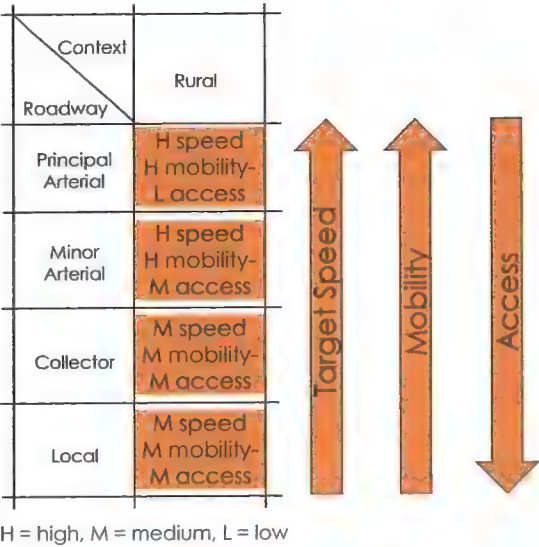 Context
Roadway
Rural
Principal
Arterial
H speed
H mobility-
L access
Minor
Arterial
H speed
H mobility-
M access
Collector
M speed
M mobility-
M access
Local
M speed
M mobility-
M access
Target Speed
Mobility
Access
H = high, M = medium, L = low